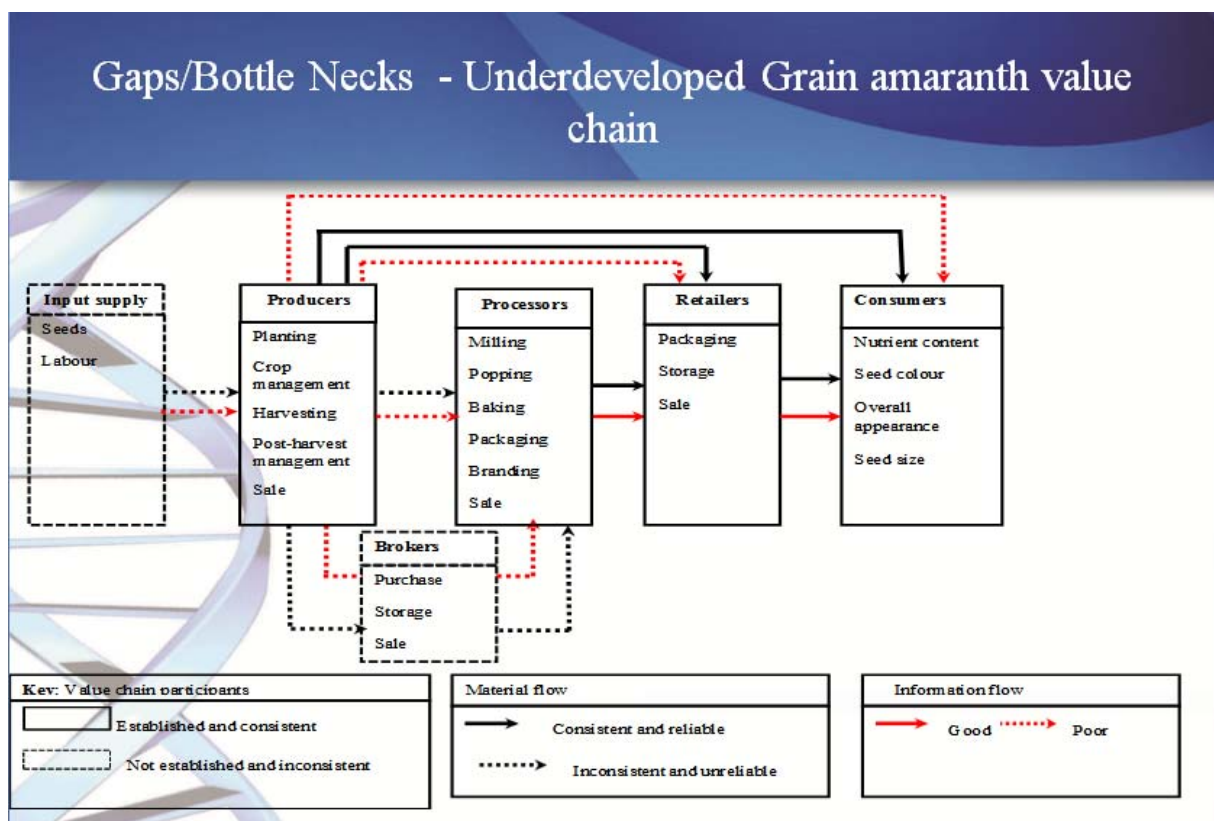 Gaps/Bottle Necks - Underdeveloped Grain amaranth value
chain
Input supply
Seeds
Labour
Producers
Planting
Crop
management
Harvesting
Post-harvest
management
Sale
Processors
Milling
Popping
Baking
Packaging
Branding
Sale
Retailers
Packaging
Storage
Sale
Consumers
Nutrient content
Seed colour
Overall
appearance
Seed size
Brokers
Purchase
Storage
Sale
Key: Value chain participants
Established and consistent
Not established and inconsistent
Material flow
Consistent and reliable
Inconsistent and unreliable
Information flow
Good
Poor